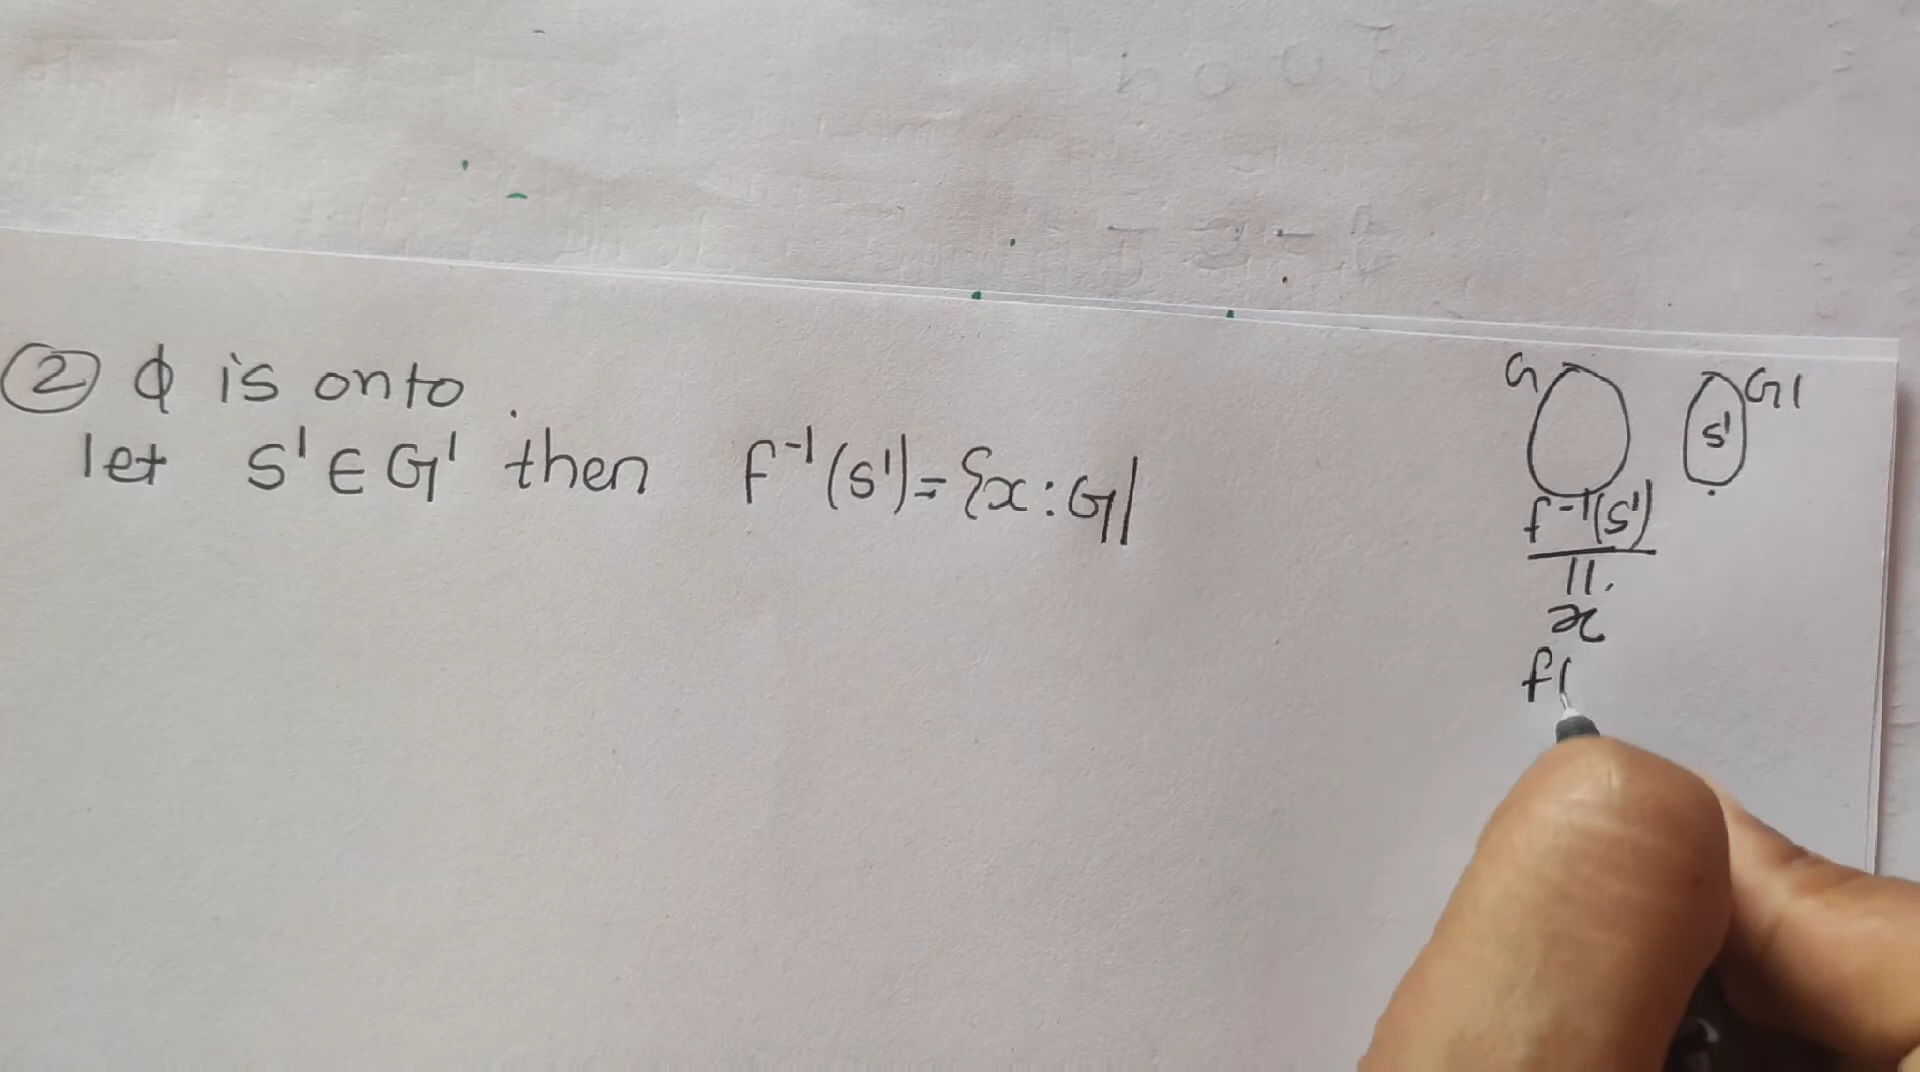 ② ϕ is onto.
let S' ∈ G' then f⁻¹(S') = {x : G|
G G'
S'
f⁻¹(S')
||.
x
f(